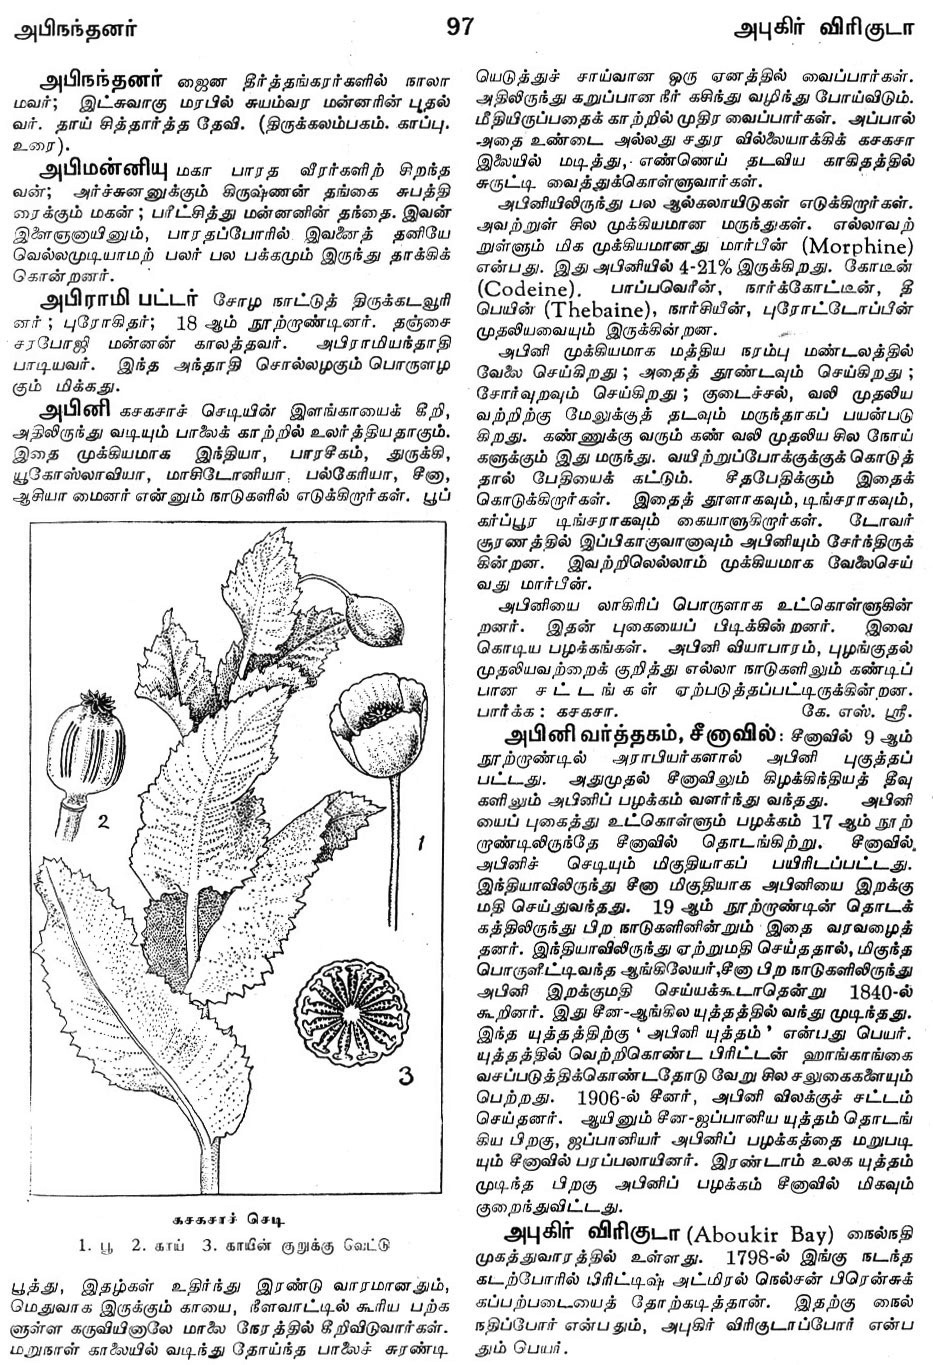 அபிநந்தனர்
97
அபுகிர் விரிகுடா
அபிநந்தனர் ஜைன தீர்த்தங்கரர்களில் நாலா
மவர்; இட்சுவாகு மரபில் சுயம்வர மன்னரின் புதல்
வர். தாய் சித்தார்த்த தேவி. (திருக்கலம்பகம். காப்பு.
உரை).
அபிமன்னியு மகா பாரத வீரர்களிற் சிறந்த
வன்; அர்ச்சுனனுக்கும் கிருஷ்ணன் தங்கை சுபத்தி
ரைக்கும் மகன் ; பரீட்சித்து மன்னனின் தந்தை. இவன்
இளைஞனாயினும், பாரதப்போரில் இவனைத் தனியே
வெல்லமுடியாமற் பலர் பல பக்கமும் இருந்து தாக்கிக்
கொன்றனர்.
அபிராமி பட்டர் சோழ நாட்டுத் திருக்கடவூரி
னர் ; புரோகிதர்; 18 ஆம் நூற்றாண்டினர். தஞ்சை
சரபோஜி மன்னன் காலத்தவர். அபிராமியந்தாதி
பாடியவர். இந்த அந்தாதி சொல்லழகும் பொருளழ
கும் மிக்கது.
அபினி கசகசாச் செடியின் இளங்காயைக் கீறி,
அதிலிருந்து வடியும் பாலைக் காற்றில் உலர்த்தியதாகும்.
இதை முக்கியமாக இந்தியா, பாரசீகம், துருக்கி,
யூகோஸ்லாவியா, மாசிடோனியா, பல்கேரியா, சீனா,
ஆசியா மைனர் என்னும் நாடுகளில் எடுக்கிறார்கள். பூப்
1
2
3
கசகசாச் செடி
1. பூ 2. காய் 3. காயின் குறுக்கு வெட்டு
பூத்து, இதழ்கள் உதிர்ந்து இரண்டு வாரமானதும்,
மெதுவாக இருக்கும் காயை, நீளவாட்டில் கூரிய பற்க
ளுள்ள கருவியினாலே மாலை நேரத்தில் கீறிவிடுவார்கள்.
மறுநாள் காலையில் வடிந்து தோய்ந்த பாலைச் சுரண்டி
யெடுத்துச் சாய்வான ஒரு ஏனத்தில் வைப்பார்கள்.
அதிலிருந்து கறுப்பான நீர் கசிந்து வழிந்து போய்விடும்.
மீதியிருப்பதைக் காற்றில் முதிர வைப்பார்கள். அப்பால்
அதை உண்டை அல்லது சதுர வில்லையாக்கிக் கசகசா
இலையில் மடித்து, எண்ணெய் தடவிய காகிதத்தில்
சுருட்டி வைத்துக்கொள்ளுவார்கள்.
அபினியிலிருந்து பல ஆல்கலாயிடுகள் எடுக்கிறார்கள்.
அவற்றுள் சில முக்கியமான மருந்துகள். எல்லாவற்
றுள்ளும் மிக முக்கியமானது மார்பீன் (Morphine)
என்பது. இது அபினியில் 4-21% இருக்கிறது. கோடீன்
(Codeine), பாப்பவெரீன், நார்க்கோட்டீன், தீ
பெயின் (Thebaine), நார்சியீன், புரோட்டோப்பீன்
முதலியவையும் இருக்கின்றன.
அபினி முக்கியமாக மத்திய நரம்பு மண்டலத்தில்
வேலை செய்கிறது ; அதைத் தூண்டவும் செய்கிறது ;
சோர்வுறவும் செய்கிறது ; குடைச்சல், வலி முதலிய
வற்றிற்கு மேலுக்குத் தடவும் மருந்தாகப் பயன்படு
கிறது. கண்ணுக்கு வரும் கண் வலி முதலிய சில நோய்
களுக்கும் இது மருந்து. வயிற்றுப்போக்குக்குக் கொடுத்
தால் பேதியைக் கட்டும். சீதபேதிக்கும் இதைக்
கொடுக்கிறார்கள். இதைத் தூளாகவும், டிங்சராகவும்,
கர்ப்பூர டிங்சராகவும் கையாளுகிறார்கள். டோவர்
சூரணத்தில் இப்பிகாகுவானாவும் அபினியும் சேர்ந்திருக்
கின்றன. இவற்றிலெல்லாம் முக்கியமாக வேலைசெய்
வது மார்பீன்.
அபினியை லாகிரிப் பொருளாக உட்கொள்ளுகின்
றனர். இதன் புகையைப் பிடிக்கின்றனர். இவை
கொடிய பழக்கங்கள். அபினி வியாபாரம், புழங்குதல்
முதலியவற்றைக் குறித்து எல்லா நாடுகளிலும் கண்டிப்
பான சட்டங்கள் ஏற்படுத்தப்பட்டிருக்கின்றன.
பார்க்க : கசகசா. கே. எஸ். ஸ்ரீ.
அபினி வர்த்தகம், சீனாவில் : சீனாவில் 9 ஆம்
நூற்றாண்டில் அராபியர்களால் அபினி புகுத்தப்
பட்டது. அதுமுதல் சீனாவிலும் கிழக்கிந்தியத் தீவு
களிலும் அபினிப் பழக்கம் வளர்ந்து வந்தது. அபினி
யைப் புகைத்து உட்கொள்ளும் பழக்கம் 17 ஆம் நூற்
றாண்டிலிருந்தே சீனாவில் தொடங்கிற்று. சீனாவில்
அபினிச் செடியும் மிகுதியாகப் பயிரிடப்பட்டது.
இந்தியாவிலிருந்து சீனா மிகுதியாக அபினியை இறக்கு
மதி செய்துவந்தது. 19 ஆம் நூற்றாண்டின் தொடக்
கத்திலிருந்து பிற நாடுகளினின்றும் இதை வரவழைத்
தனர். இந்தியாவிலிருந்து ஏற்றுமதி செய்ததால், மிகுந்த
பொருளீட்டிவந்த ஆங்கிலேயர், சீனா பிற நாடுகளிலிருந்து
அபினி இறக்குமதி செய்யக்கூடாதென்று 1840-ல்
கூறினர். இது சீன-ஆங்கில யுத்தத்தில் வந்து முடிந்தது.
இந்த யுத்தத்திற்கு ‘ அபினி யுத்தம் ’ என்பது பெயர்.
யுத்தத்தில் வெற்றிகொண்ட பிரிட்டன் ஹாங்காங்கை
வசப்படுத்திக்கொண்டதோடு வேறு சில சலுகைகளையும்
பெற்றது. 1906-ல் சீனர், அபினி விலக்குச் சட்டம்
செய்தனர். ஆயினும் சீன-ஐப்பானிய யுத்தம் தொடங்
கிய பிறகு, ஜப்பானியர் அபினிப் பழக்கத்தை மறுபடி
யும் சீனாவில் பரப்பலாயினர். இரண்டாம் உலக யுத்தம்
முடிந்த பிறகு அபினிப் பழக்கம் சீனாவில் மிகவும்
குறைந்துவிட்டது.
அபுகிர் விரிகுடா (Aboukir Bay) நைல்நதி
முகத்துவாரத்தில் உள்ளது. 1798-ல் இங்கு நடந்த
கடற்போரில் பிரிட்டிஷ் அட்மிரல் நெல்சன் பிரென்சுக்
கப்பற்படையைத் தோற்கடித்தான். இதற்கு நைல்
நதிப்போர் என்பதும், அபுகிர் விரிகுடாப்போர் என்ப
தும் பெயர்.